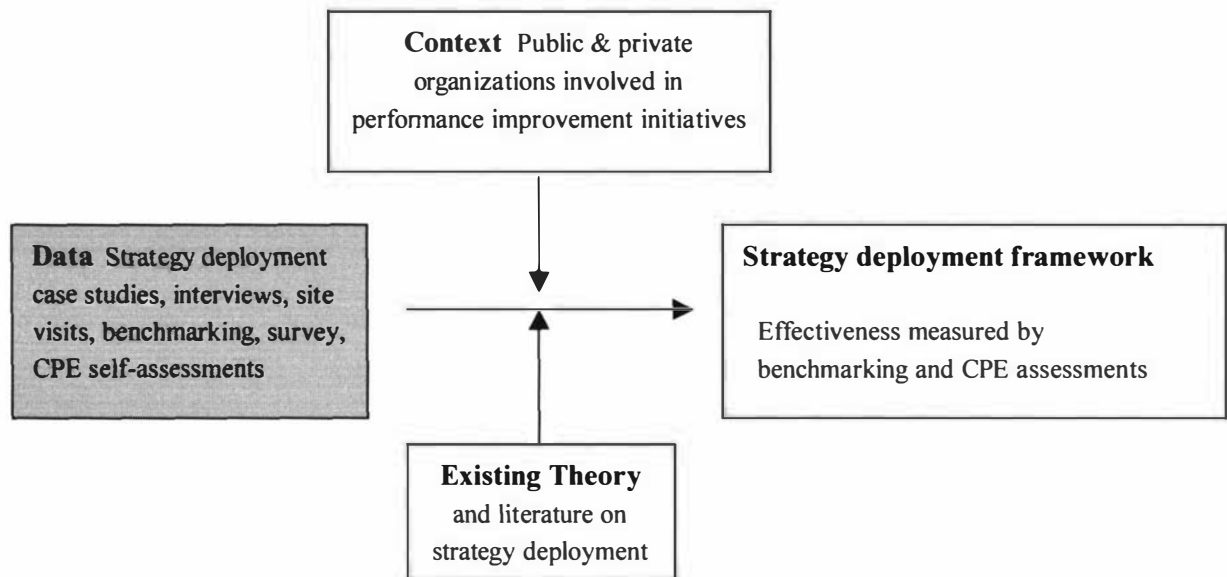 Context Public & private
organizations involved in
performance improvement initiatives
Data Strategy deployment
case studies, interviews, site
visits, benchmarking, survey,
CPE self-assessments
Strategy deployment framework
Effectiveness measured by
benchmarking and CPE assessments
Existing Theory
and literature on
strategy deployment